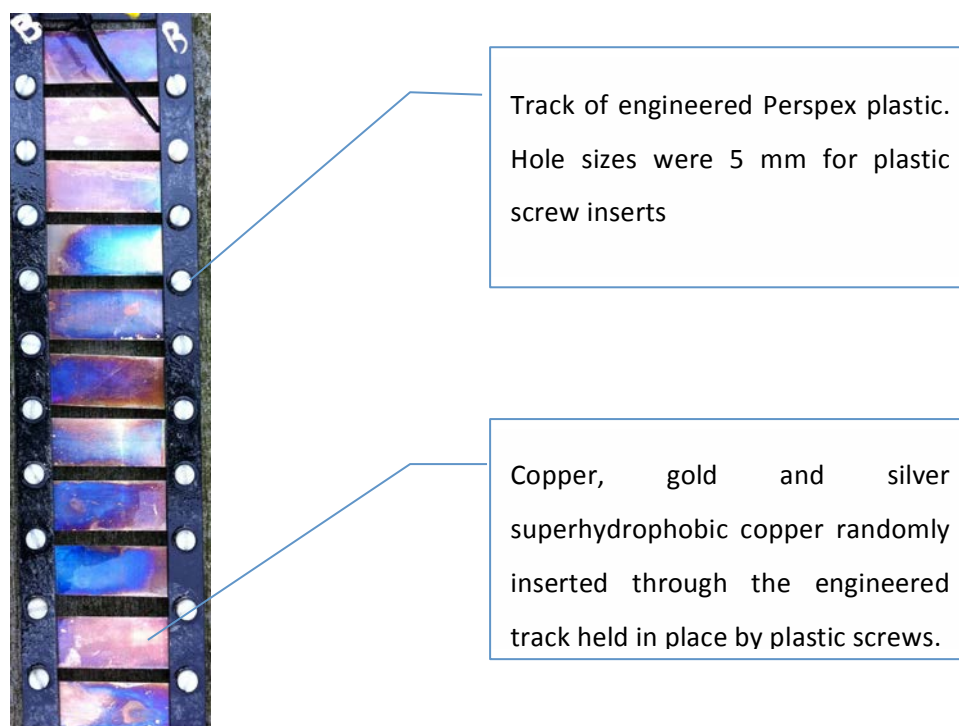 B B
Track of engineered Perspex plastic.
Hole sizes were 5 mm for plastic
screw inserts
Copper, gold and silver
superhydrophobic copper randomly
inserted through the engineered
track held in place by plastic screws.